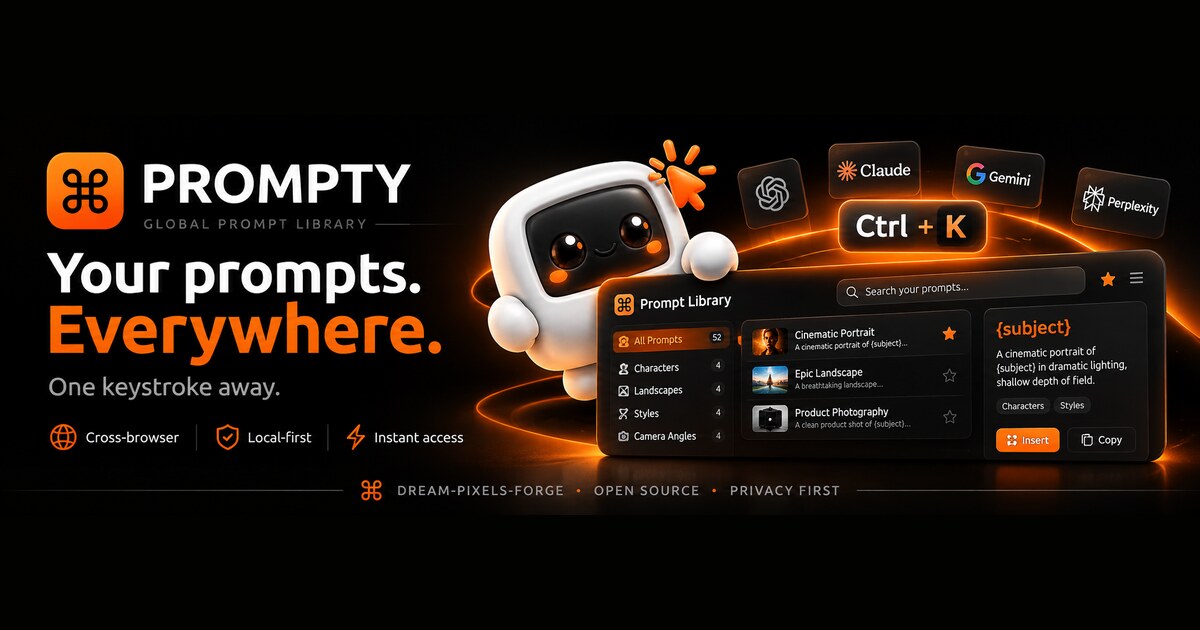 PROMPTY
GLOBAL PROMPT LIBRARY
Your prompts.
Everywhere.
One keystroke away.
Cross-browser
Local-first
Instant access
Claude
Gemini
Perplexity
Ctrl + K
Prompt Library
Search your prompts...
All Prompts 52
Characters 4
Landscapes 4
Styles 4
Camera Angles 4
Cinematic Portrait
A cinematic portrait of {subject}...
Epic Landscape
A breathtaking landscape...
Product Photography
A clean product shot of {subject}...
{subject}
A cinematic portrait of
{subject} in dramatic lighting,
shallow depth of field.
Characters
Styles
Insert
Copy
DREAM-PIXELS-FORGE • OPEN SOURCE • PRIVACY FIRST